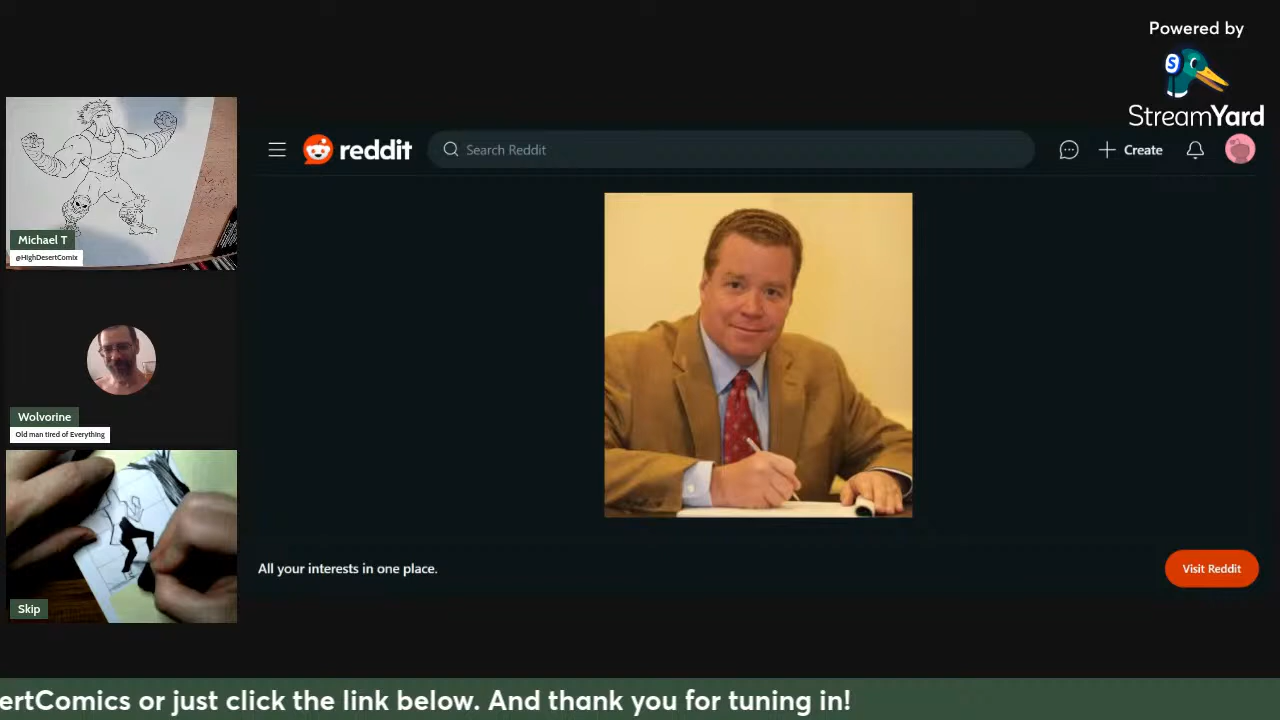 Powered by
StreamYard
reddit
Search Reddit
Create
Michael T
@HighDesertComix
Wolvorine
Old man tired of Everything
Skip
All your interests in one place.
Visit Reddit
ertComics or just click the link below. And thank you for tuning in!